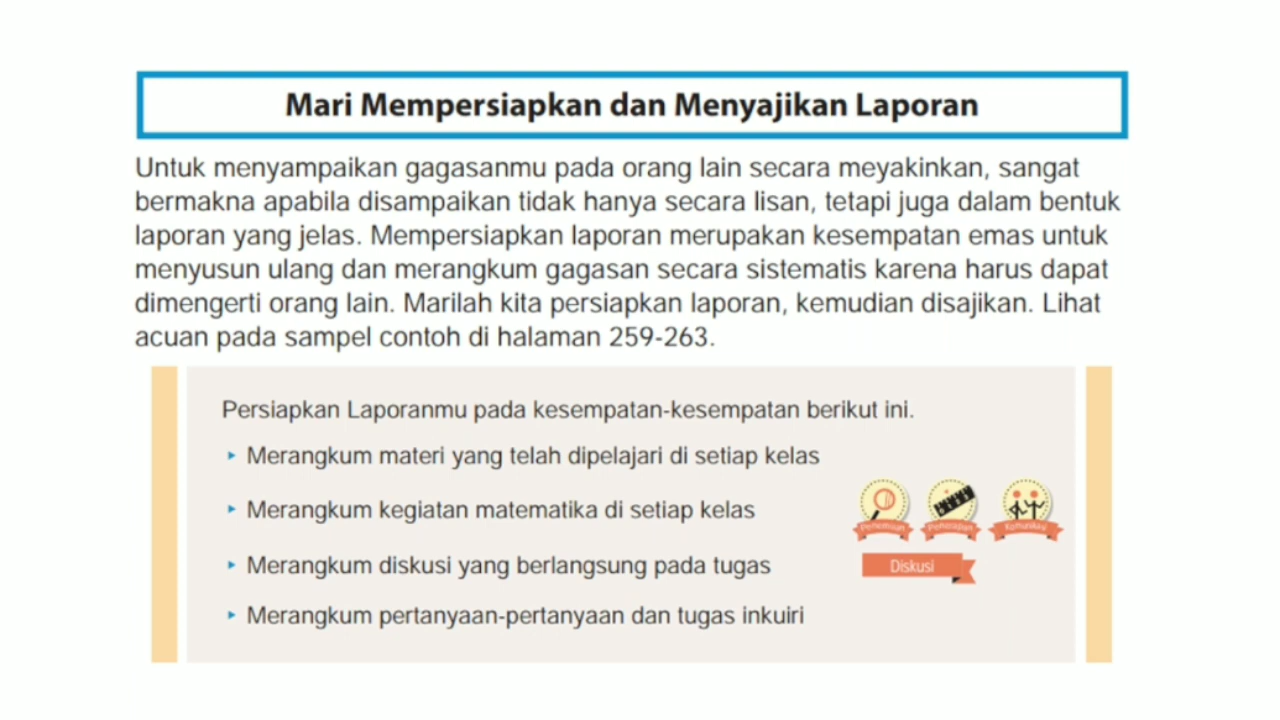 Mari Mempersiapkan dan Menyajikan Laporan
Untuk menyampaikan gagasanmu pada orang lain secara meyakinkan, sangat
bermakna apabila disampaikan tidak hanya secara lisan, tetapi juga dalam bentuk
laporan yang jelas. Mempersiapkan laporan merupakan kesempatan emas untuk
menyusun ulang dan merangkum gagasan secara sistematis karena harus dapat
dimengerti orang lain. Marilah kita persiapkan laporan, kemudian disajikan. Lihat
acuan pada sampel contoh di halaman 259-263.
Persiapkan Laporanmu pada kesempatan-kesempatan berikut ini.
‣ Merangkum materi yang telah dipelajari di setiap kelas
‣ Merangkum kegiatan matematika di setiap kelas
Penemuan Penerapan Komunikasi
‣ Merangkum diskusi yang berlangsung pada tugas
Diskusi
‣ Merangkum pertanyaan-pertanyaan dan tugas inkuiri